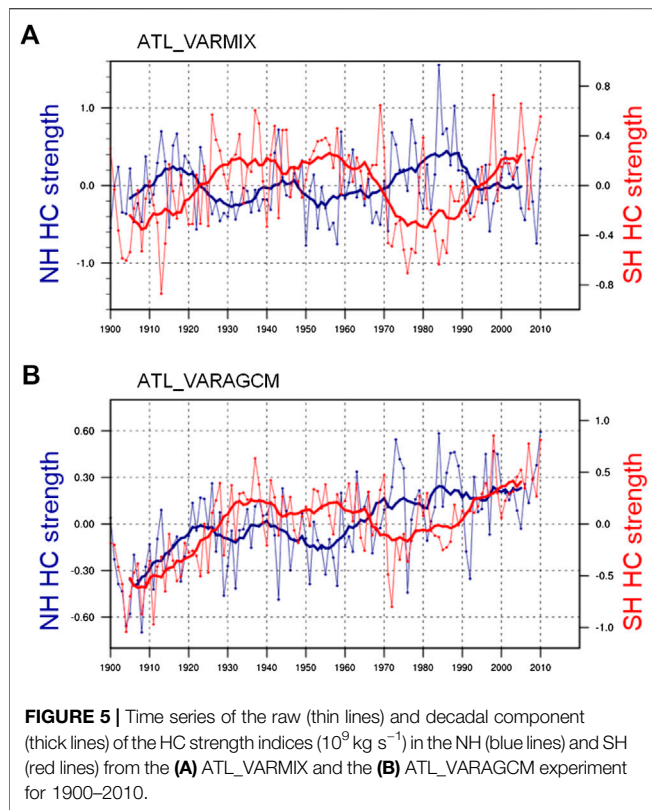 A
ATL_VARMIX
NH HC strength
1.0
0.0
-1.0
0.8
0.4
0.0
-0.4
-0.8
SH HC strength
1900 1910 1920 1930 1940 1950 1960 1970 1980 1990 2000 2010
B
ATL_VARAGCM
NH HC strength
0.60
0.30
0.00
-0.30
-0.60
1.0
0.5
0.0
-0.5
-1.0
SH HC strength
1900 1910 1920 1930 1940 1950 1960 1970 1980 1990 2000 2010
FIGURE 5 | Time series of the raw (thin lines) and decadal component
(thick lines) of the HC strength indices (10⁹ kg s⁻¹) in the NH (blue lines) and SH
(red lines) from the (A) ATL_VARMIX and the (B) ATL_VARAGCM experiment
for 1900–2010.